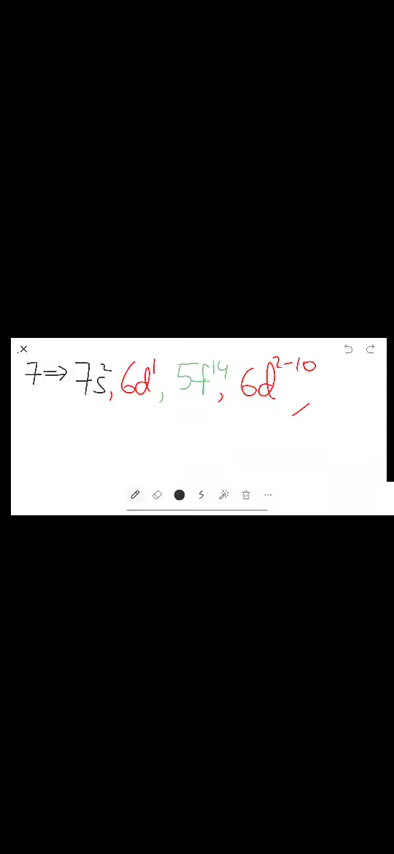 7 ⇒ 7s², 6d¹, 5f¹⁴, 6d²⁻¹⁰